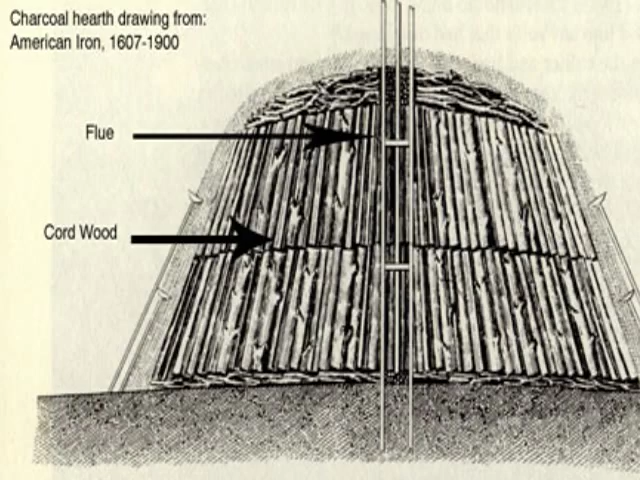 Charcoal hearth drawing from:
American Iron, 1607-1900
Flue
Cord Wood